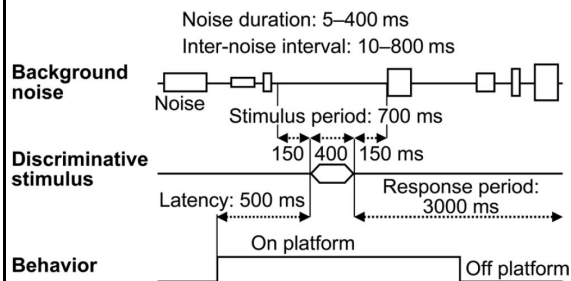 Noise duration: 5–400 ms
Inter-noise interval: 10–800 ms
Background
noise
Noise
Stimulus period: 700 ms
150 400 150 ms
Discriminative
stimulus
Latency: 500 ms
Response period:
3000 ms
On platform
Behavior
Off platform